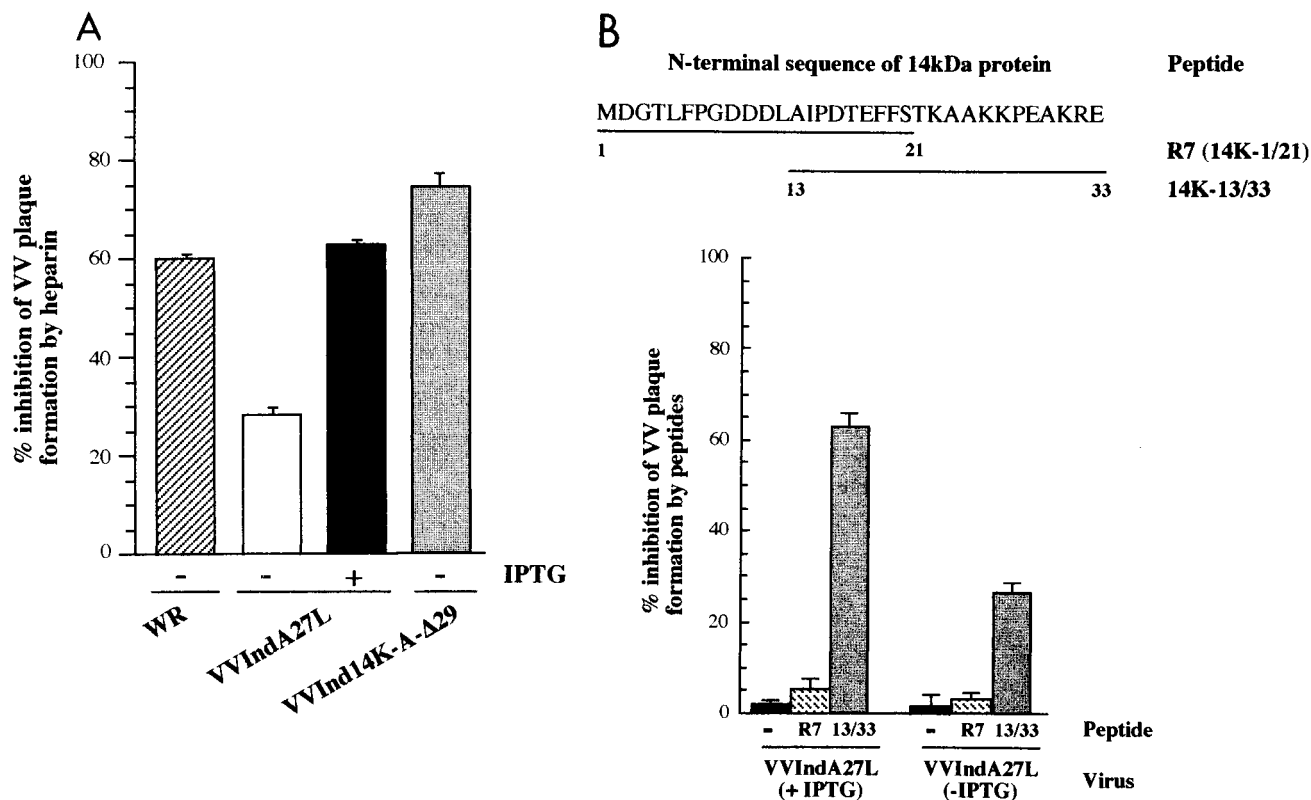 A
% inhibition of VV plaque
formation by heparin
100
80
60
40
20
0
- - + - IPTG
WR
VVIndA27L
VVInd14K-A-Δ29
B
N-terminal sequence of 14kDa protein Peptide
MDGTLFPGDDDLAIPDTEFFSTKAAKKPEAKRE
1 21 R7 (14K-1/21)
13 33 14K-13/33
% inhibition of VV plaque
formation by peptides
100
80
60
40
20
0
- R7 13/33 - R7 13/33 Peptide
VVIndA27L VVIndA27L Virus
(+ IPTG) (-IPTG)